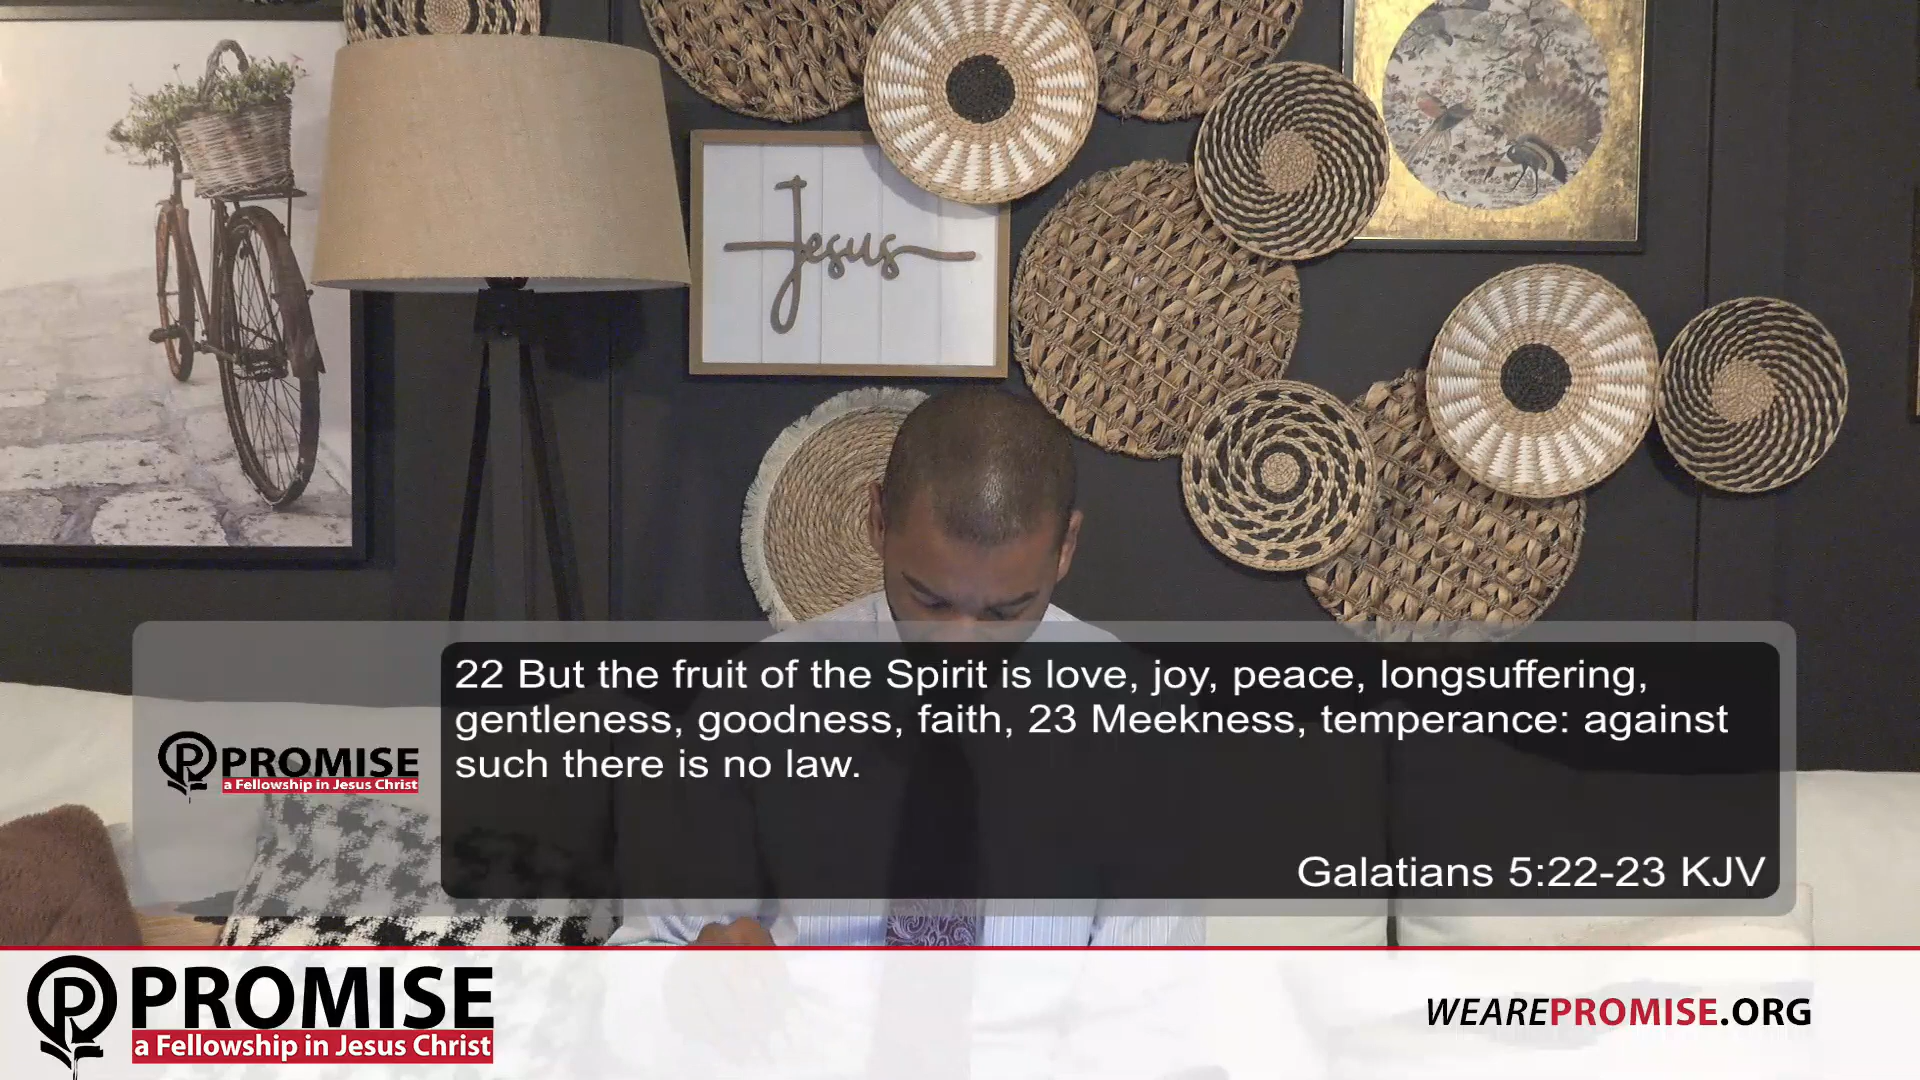 Jesus
22 But the fruit of the Spirit is love, joy, peace, longsuffering,
gentleness, goodness, faith, 23 Meekness, temperance: against
such there is no law.
Galatians 5:22-23 KJV
PROMISE
a Fellowship in Jesus Christ
PROMISE
a Fellowship in Jesus Christ
WEAREPROMISE.ORG